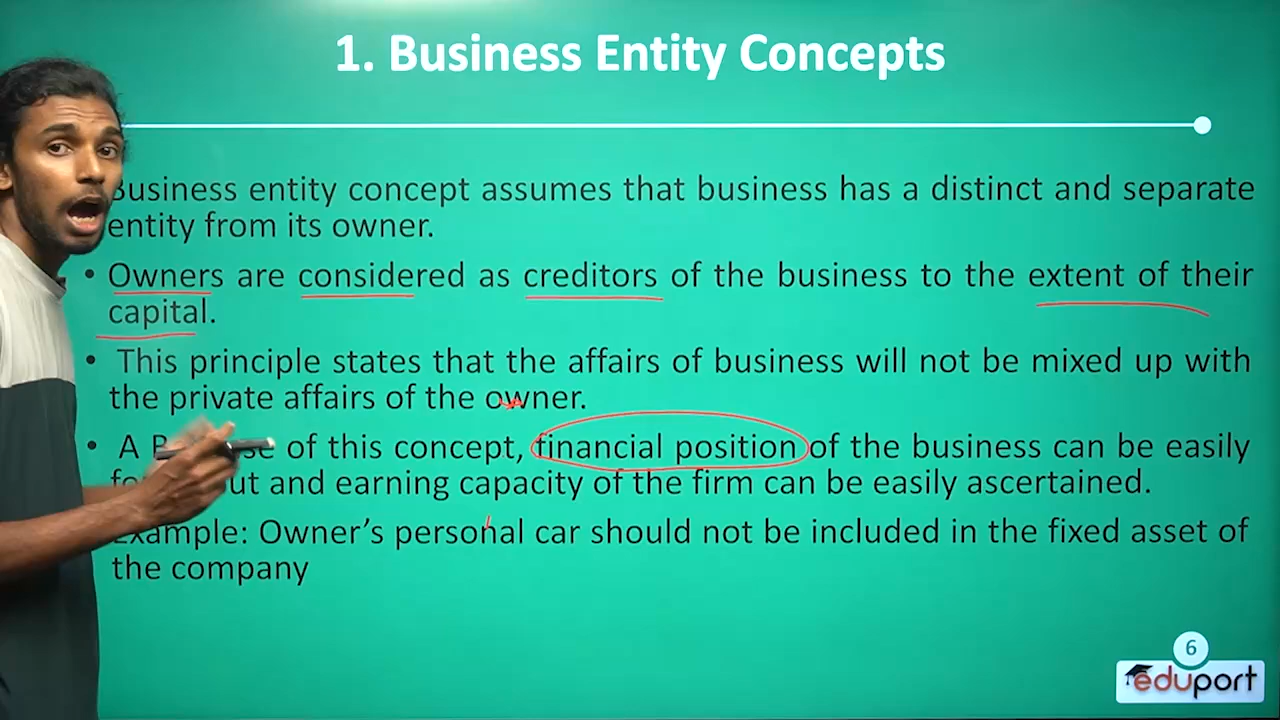 1. Business Entity Concepts
Business entity concept assumes that business has a distinct and separate
entity from its owner.
• Owners are considered as creditors of the business to the extent of their
capital.
• This principle states that the affairs of business will not be mixed up with
the private affairs of the owner.
• A of this concept, financial position of the business can be easily
out and earning capacity of the firm can be easily ascertained.
Example: Owner's personal car should not be included in the fixed asset of
the company
6
eduport